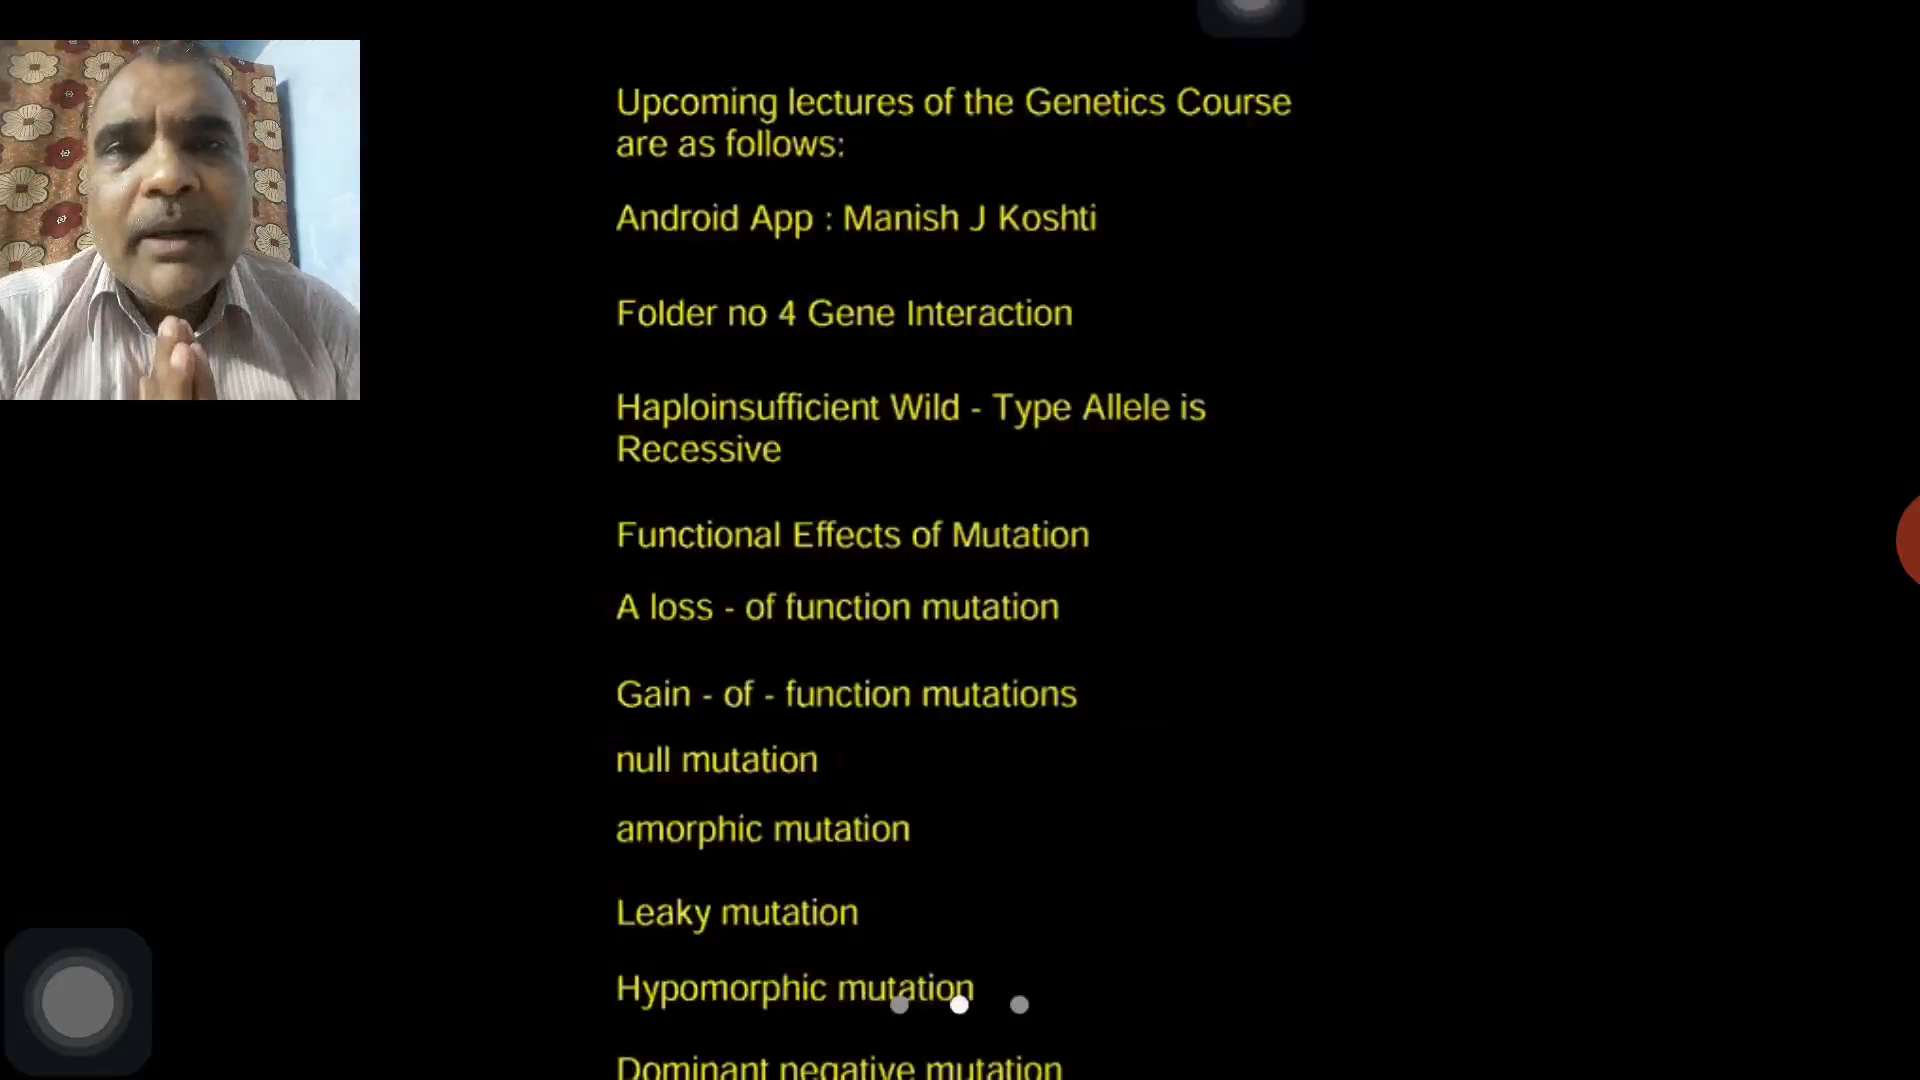 Upcoming lectures of the Genetics Course
are as follows:
Android App : Manish J Koshti
Folder no 4 Gene Interaction
Haploinsufficient Wild - Type Allele is
Recessive
Functional Effects of Mutation
A loss - of function mutation
Gain - of - function mutations
null mutation
amorphic mutation
Leaky mutation
Hypomorphic mutation
Dominant negative mutation